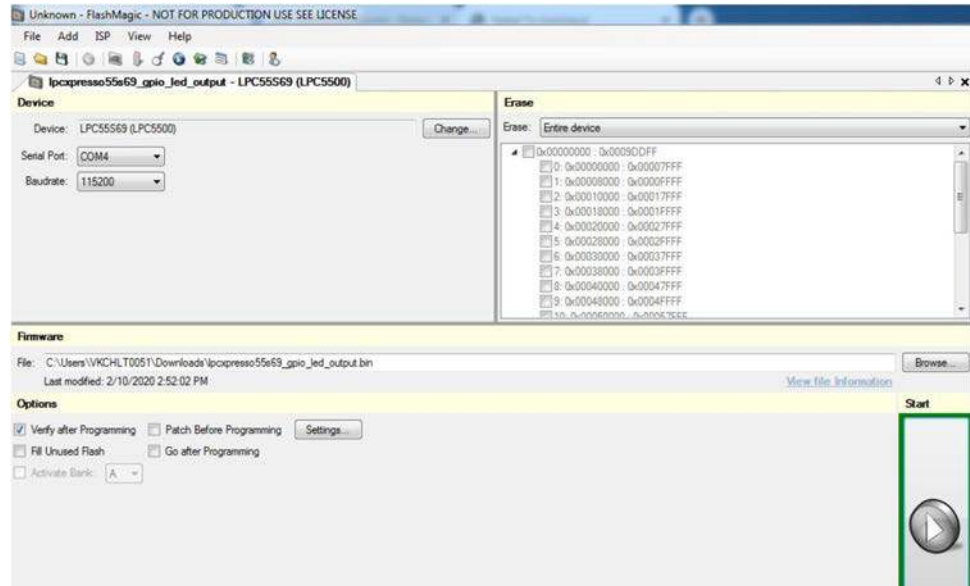 Unknown - FlashMagic - NOT FOR PRODUCTION USE SEE LICENSE
File Add ISP View Help
lpcxpresso55s69_gpio_led_output - LPC55S69 (LPC5500)
Device
Device: LPC55S69 (LPC5500) Change...
Serial Port: COM4
Baudrate: 115200
Erase
Erase: Entire device
0x00000000 : 0x0009DDFF
0: 0x00000000 : 0x00007FFF
1: 0x00008000 : 0x0000FFFF
2: 0x00010000 : 0x00017FFF
3: 0x00018000 : 0x0001FFFF
4: 0x00020000 : 0x00027FFF
5: 0x00028000 : 0x0002FFFF
6: 0x00030000 : 0x00037FFF
7: 0x00038000 : 0x0003FFFF
8: 0x00040000 : 0x00047FFF
9: 0x00048000 : 0x0004FFFF
10: 0x00050000 : 0x00057FFF
Firmware
File: C:\Users\VKCHLT0051\Downloads\lpcxpresso55s69_gpio_led_output.bin Browse...
Last modified: 2/10/2020 2:52:02 PM View file Information
Options
Verify after Programming Patch Before Programming Settings...
Fill Unused Flash Go after Programming
Activate Bank: A
Start